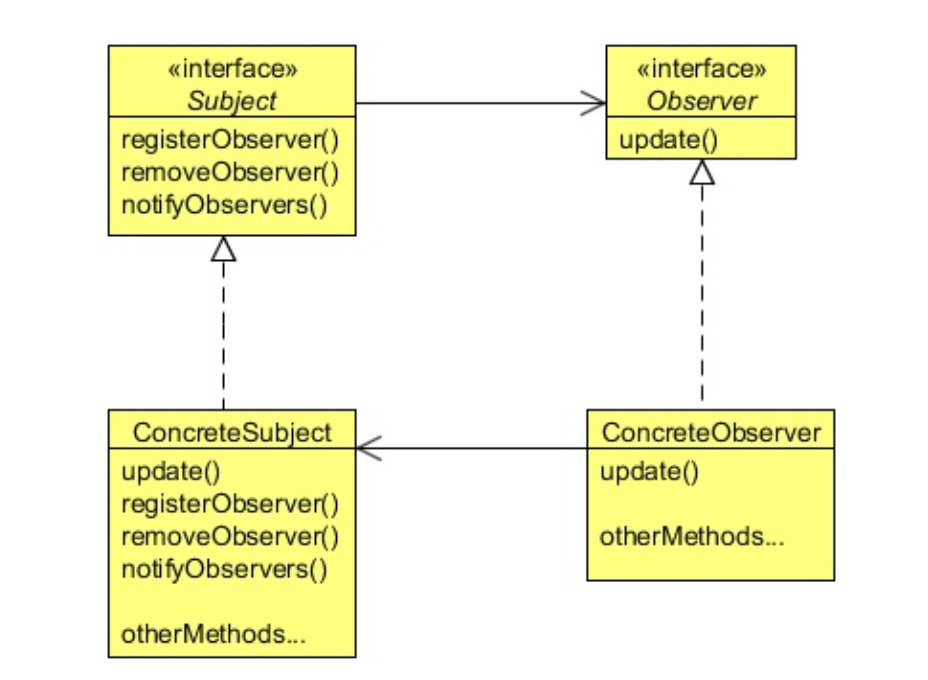 «interface»
Subject
registerObserver()
removeObserver()
notifyObservers()
«interface»
Observer
update()
ConcreteSubject
update()
registerObserver()
removeObserver()
notifyObservers()
otherMethods...
ConcreteObserver
update()
otherMethods...